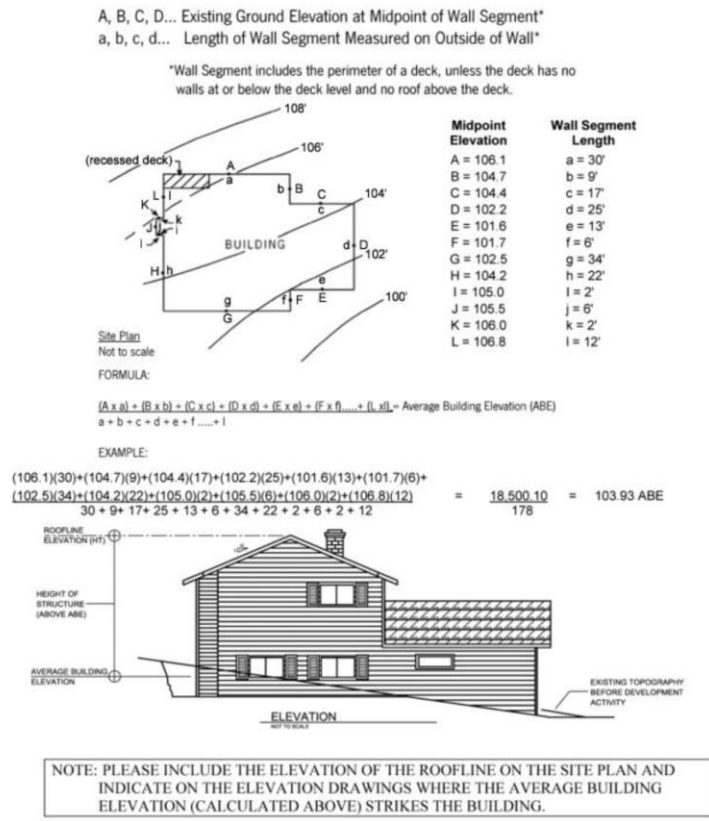 A, B, C, D... Existing Ground Elevation at Midpoint of Wall Segment*
a, b, c, d... Length of Wall Segment Measured on Outside of Wall*
*Wall Segment includes the perimeter of a deck, unless the deck has no
walls at or below the deck level and no roof above the deck.
108'
106'
(recessed deck)
A
a
b B
C
c
104'
L l
K
k
J j
i
I
BUILDING
d D
102'
H h
e
E
f F
100'
g
G
Site Plan
Not to scale
Midpoint Elevation
Wall Segment Length
A = 106.1 a = 30'
B = 104.7 b = 9'
C = 104.4 c = 17'
D = 102.2 d = 25'
E = 101.6 e = 13'
F = 101.7 f = 6'
G = 102.5 g = 34'
H = 104.2 h = 22'
I = 105.0 I = 2'
J = 105.5 j = 6'
K = 106.0 k = 2'
L = 106.8 l = 12'
FORMULA:
(A x a) + (B x b) + (C x c) + (D x d) + (E x e) + (F x f).....+ (L xl) = Average Building Elevation (ABE)
a + b + c + d + e + f .....+ l
EXAMPLE:
(106.1)(30)+(104.7)(9)+(104.4)(17)+(102.2)(25)+(101.6)(13)+(101.7)(6)+
(102.5)(34)+(104.2)(22)+(105.0)(2)+(105.5)(6)+(106.0)(2)+(106.8)(12) = 18,500.10 = 103.93 ABE
30 + 9+ 17+ 25 + 13 + 6 + 34 + 22 + 2 + 6 + 2 + 12 178
ROOFLINE
ELEVATION (HT)
HEIGHT OF
STRUCTURE
(ABOVE ABE)
AVERAGE BUILDING
ELEVATION
EXISTING TOPOGRAPHY
BEFORE DEVELOPMENT
ACTIVITY
ELEVATION
NOT TO SCALE
NOTE: PLEASE INCLUDE THE ELEVATION OF THE ROOFLINE ON THE SITE PLAN AND
INDICATE ON THE ELEVATION DRAWINGS WHERE THE AVERAGE BUILDING
ELEVATION (CALCULATED ABOVE) STRIKES THE BUILDING.